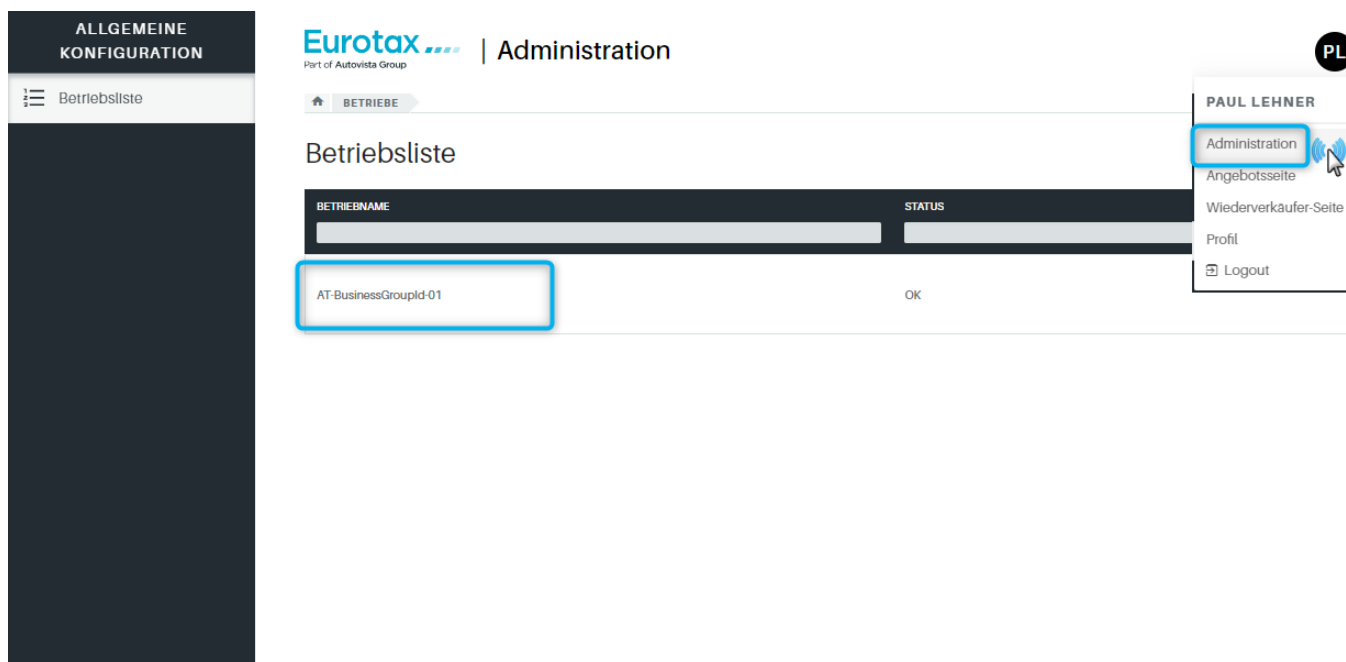 ALLGEMEINE
KONFIGURATION
Betriebsliste
Eurotax
Part of Autovista Group
| Administration
PL
BETRIEBE
PAUL LEHNER
Administration
Angebotsseite
Wiederverkäufer-Seite
Profil
Logout
Betriebsliste
BETRIEBNAME
STATUS
AT-BusinessGroupId-01
OK